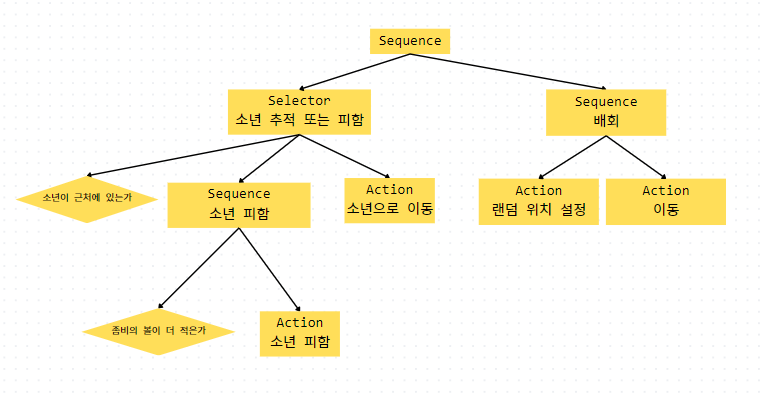 Sequence
Selector
소년 추적 또는 피함
Sequence
배회
소년이 근처에 있는가
Sequence
소년 피함
Action
소년으로 이동
Action
랜덤 위치 설정
Action
이동
좀비의 볼이 더 적은가
Action
소년 피함